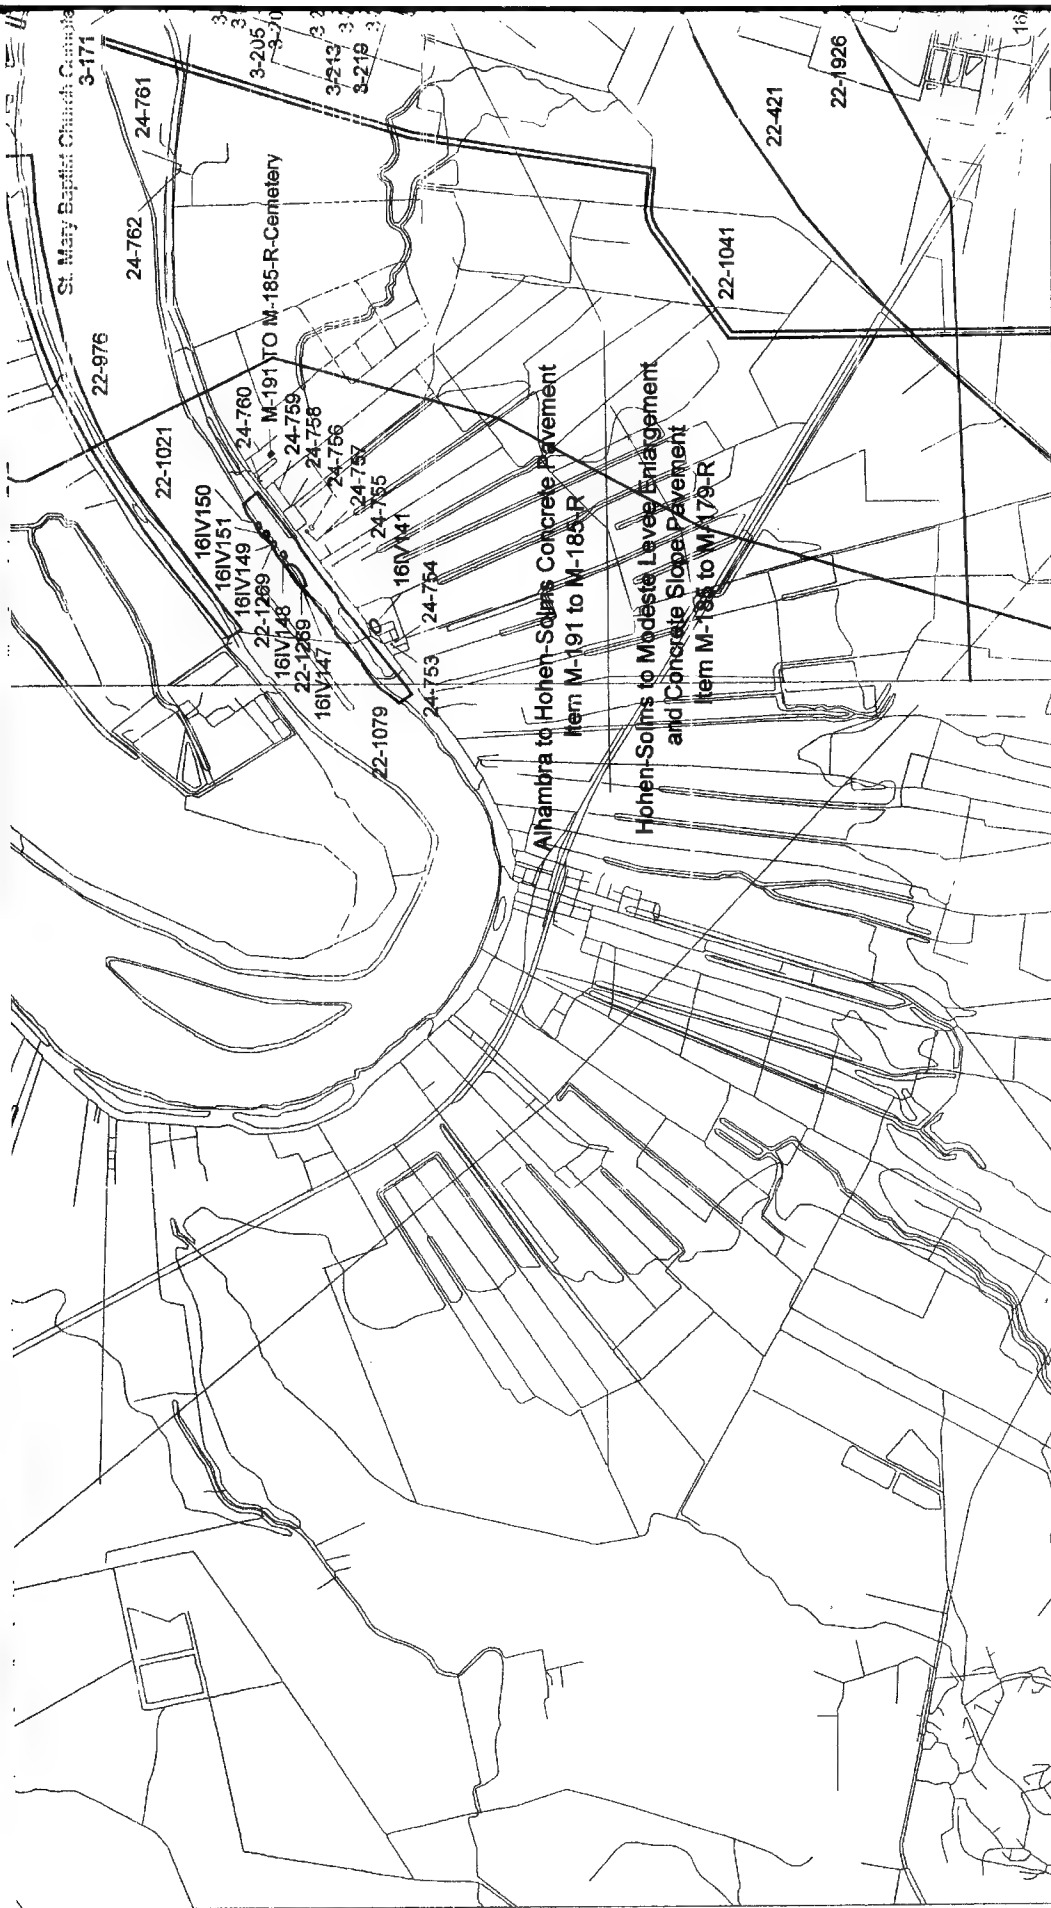 St. Mary Baptist Church
3-171
24-761
3-205
3-20
3-213
3-219
24-762
22-976
22-1926
22-421
22-1041
M-191 TO M-185-R-Cemetery
24-760
24-759
24-758
24-756
24-757
24-755
16IV141
24-754
24-753
22-1021
16IV150
16IV151
16IV149
22-1269
16IV148
22-1269
16IV147
22-1079
Alhambra to Hohen-Solms Concrete Pavement
Item M-191 to M-185-R
Hohen-Solms to Modeste Levee Enlargement
and Concrete Slope Pavement
Item M-185 to M-179-R
16